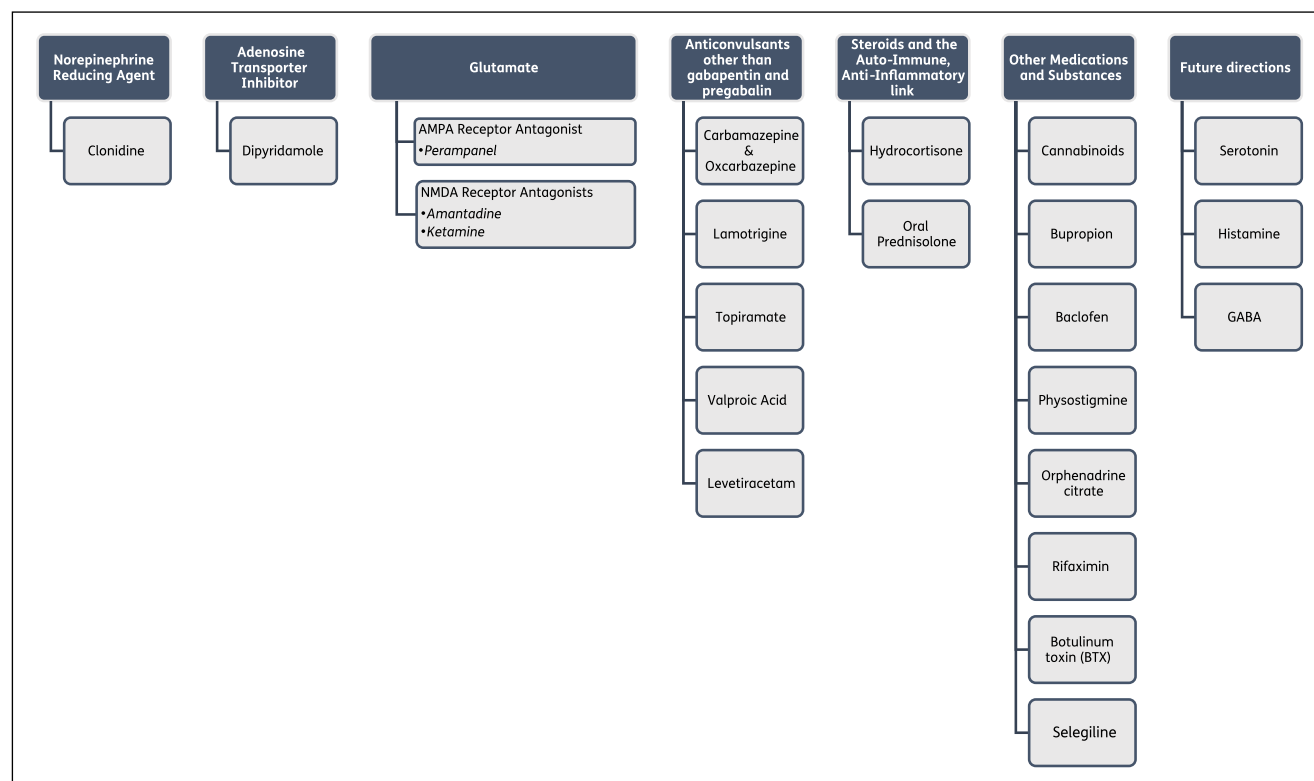 Norepinephrine
Reducing Agent
Clonidine
Adenosine
Transporter
Inhibitor
Dipyridamole
Glutamate
AMPA Receptor Antagonist
•Perampanel
NMDA Receptor Antagonists
•Amantadine
•Ketamine
Anticonvulsants
other than
gabapentin and
pregabalin
Carbamazepine
&
Oxcarbazepine
Lamotrigine
Topiramate
Valproic Acid
Levetiracetam
Steroids and the
Auto-Immune,
Anti-Inflammatory
link
Hydrocortisone
Oral
Prednisolone
Other Medications
and Substances
Cannabinoids
Bupropion
Baclofen
Physostigmine
Orphenadrine
citrate
Rifaximin
Botulinum
toxin (BTX)
Selegiline
Future directions
Serotonin
Histamine
GABA